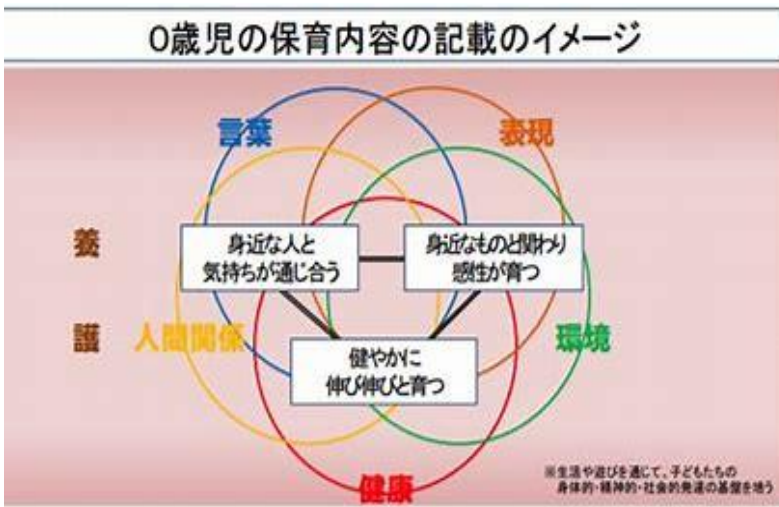 0歳児の保育内容の記載のイメージ
言葉
表現
身近な人と
気持ちが通じ合う
身近なものと関わり
感性が育つ
養
護
人間関係
環境
健やかに
伸び伸びと育つ
健康
※生活や遊びを通じて、子どもたちの
身体的・精神的・社会的発達の基盤を培う